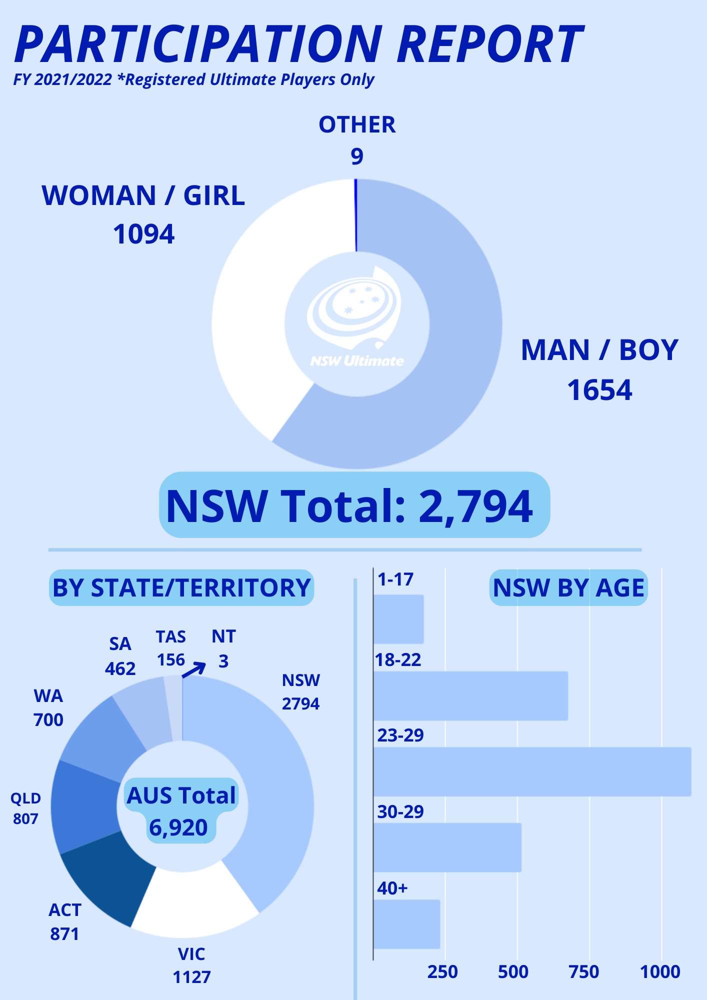 PARTICIPATION REPORT
FY 2021/2022 *Registered Ultimate Players Only
OTHER
9
WOMAN / GIRL
1094
NSW Ultimate
MAN / BOY
1654
NSW Total: 2,794
BY STATE/TERRITORY
SA
462
TAS
156
NT
3
NSW
2794
WA
700
QLD
807
AUS Total
6,920
ACT
871
VIC
1127
NSW BY AGE
1-17
18-22
23-29
30-29
40+
250 500 750 1000